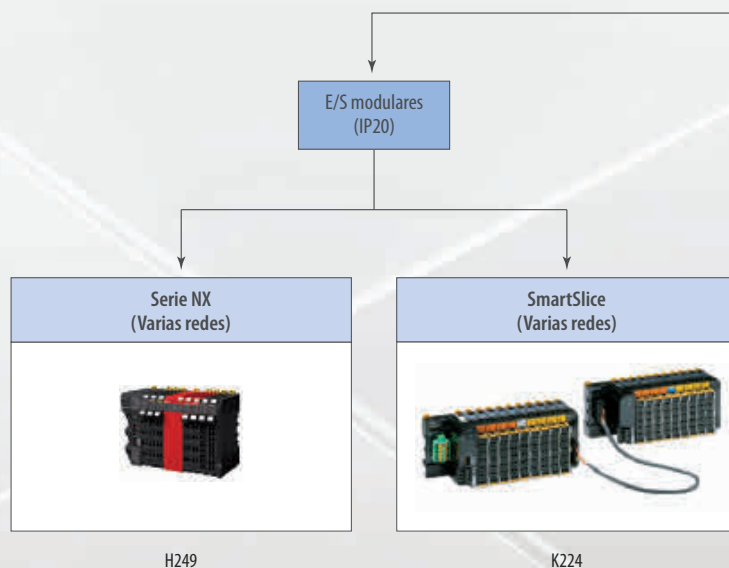 E/S modulares
(IP20)
Serie NX
(Varias redes)
SmartSlice
(Varias redes)
H249
K224